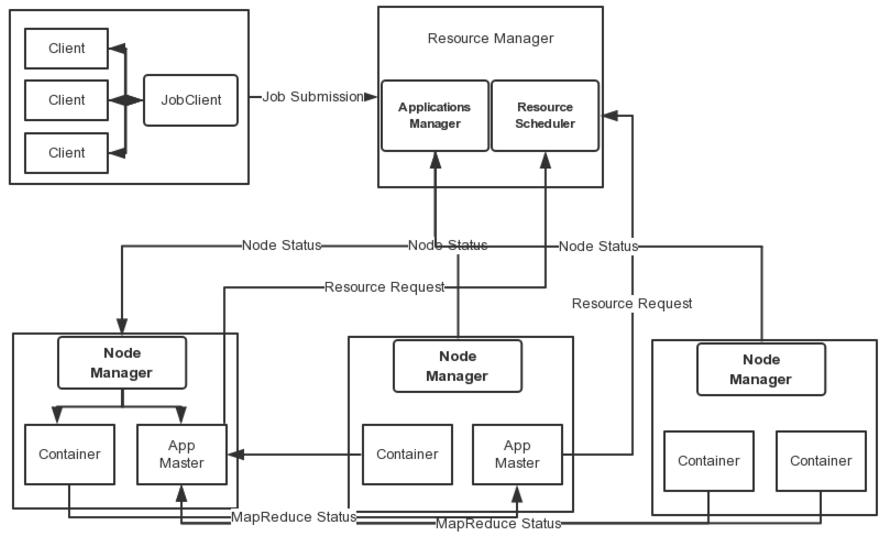 Client
Client
Client
JobClient
Job Submission
Resource Manager
Applications
Manager
Resource
Scheduler
Node Status
Node Status
Node Status
Resource Request
Resource Request
Node
Manager
Container
App
Master
Node
Manager
Container
App
Master
Node
Manager
Container
Container
MapReduce Status
MapReduce Status